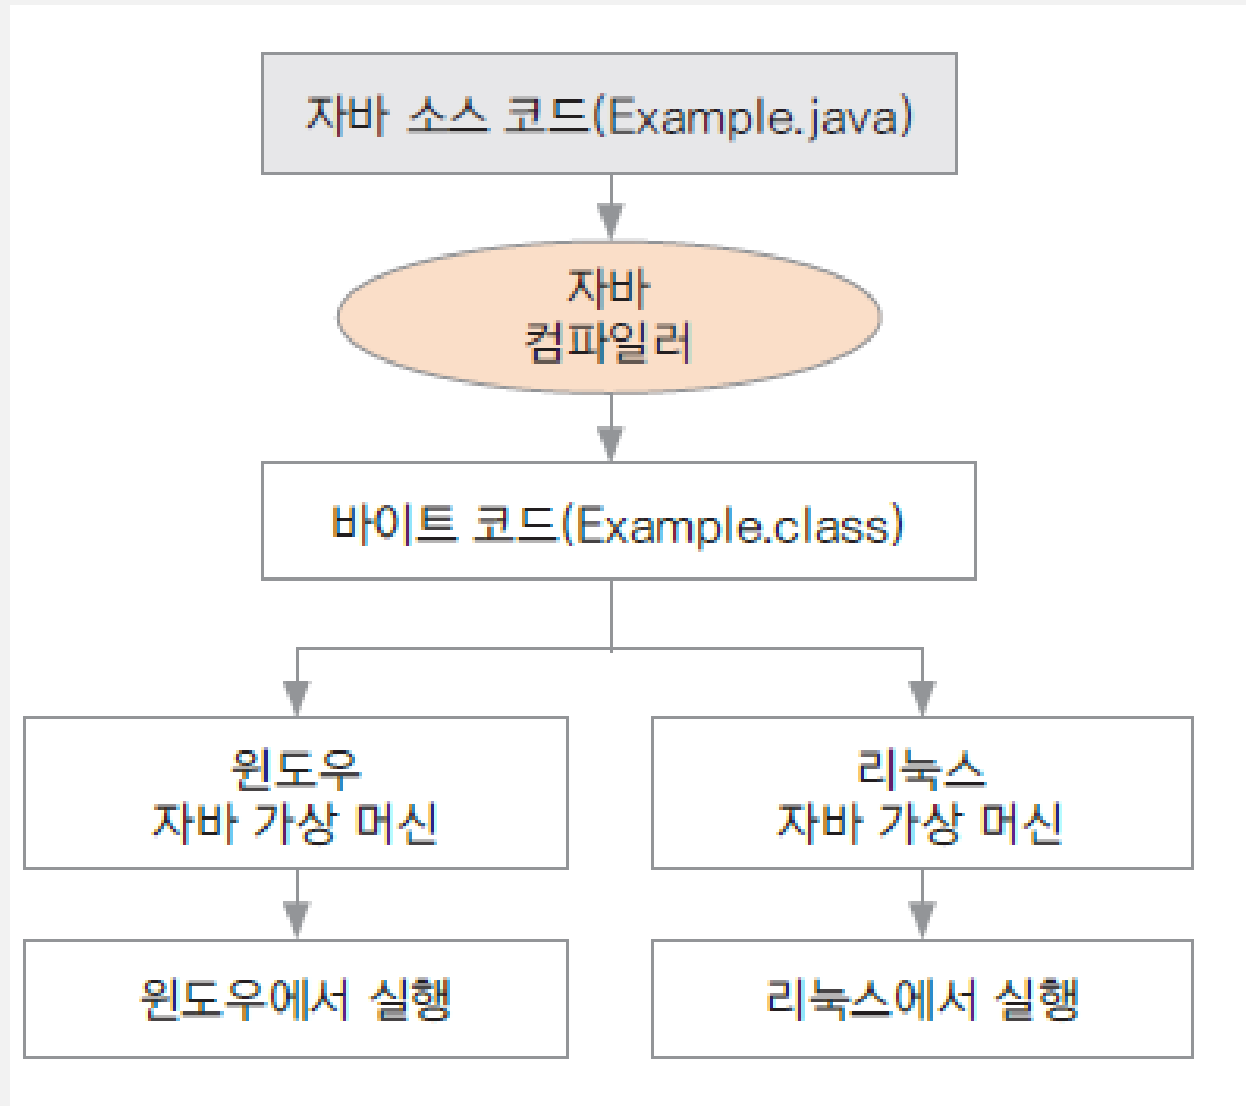 자바 소스 코드(Example.java)
자바
컴파일러
바이트 코드(Example.class)
윈도우
자바 가상 머신
리눅스
자바 가상 머신
윈도우에서 실행
리눅스에서 실행